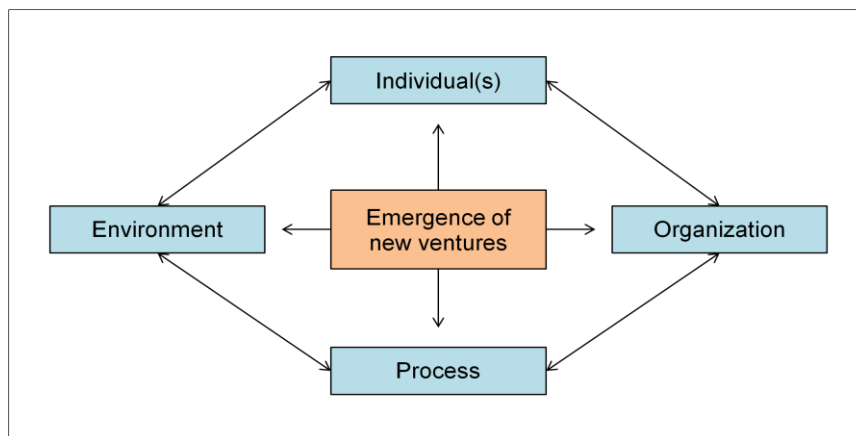 Individual(s)
Environment
Emergence of
new ventures
Organization
Process